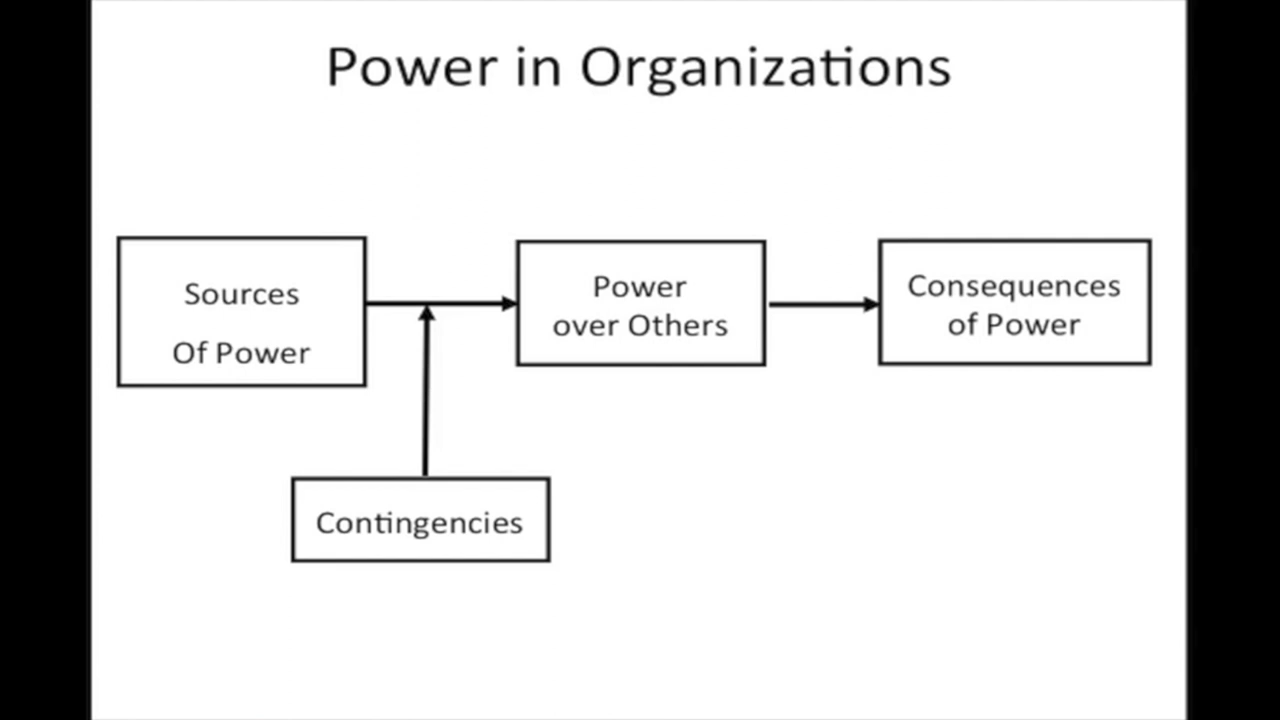 Power in Organizations
Sources
Of Power
Power
over Others
Consequences
of Power
Contingencies